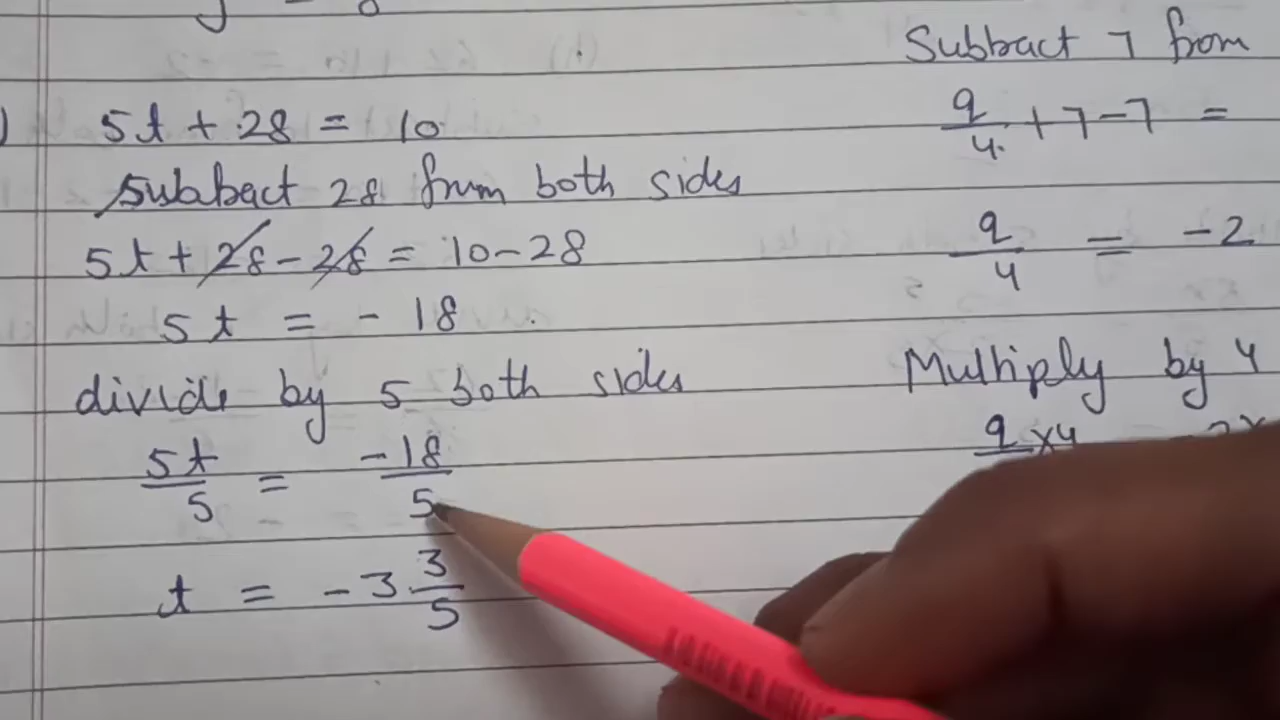 ) 5t + 28 = 10
Subbact 28 from both sides
5t + 28 - 28 = 10 - 28
5t = - 18
divide by 5 both sides
5t/5 = -18/5
t = -3 3/5
Subbact 7 from
q/4 + 7 - 7 =
q/4 = -2
Multiply by 4
q ×4